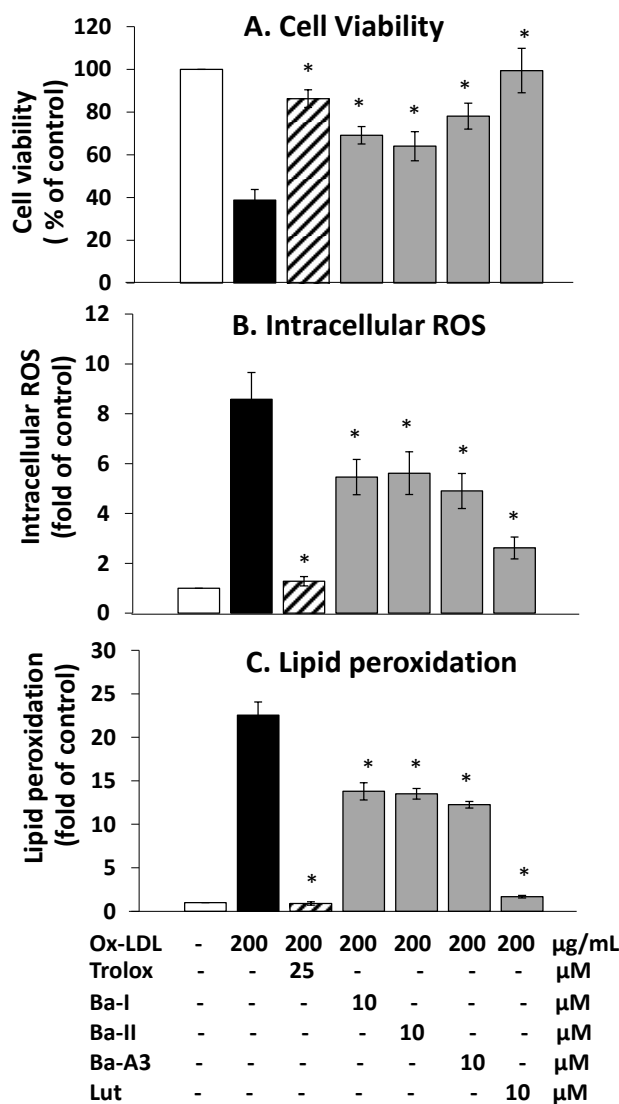 A. Cell Viability
Cell viability
( % of control)
120
100
80
60
40
20
0
* * * * *
B. Intracellular ROS
Intracellular ROS
(fold of control)
12
10
8
6
4
2
0
* * * * *
C. Lipid peroxidation
Lipid peroxidation
(fold of control)
30
25
20
15
10
5
0
* * * * *
Ox-LDL - 200 200 200 200 200 200 µg/mL
Trolox - - 25 - - - - µM
Ba-I - - - 10 - - - µM
Ba-II - - - - 10 - - µM
Ba-A3 - - - - - 10 - µM
Lut - - - - - - 10 µM